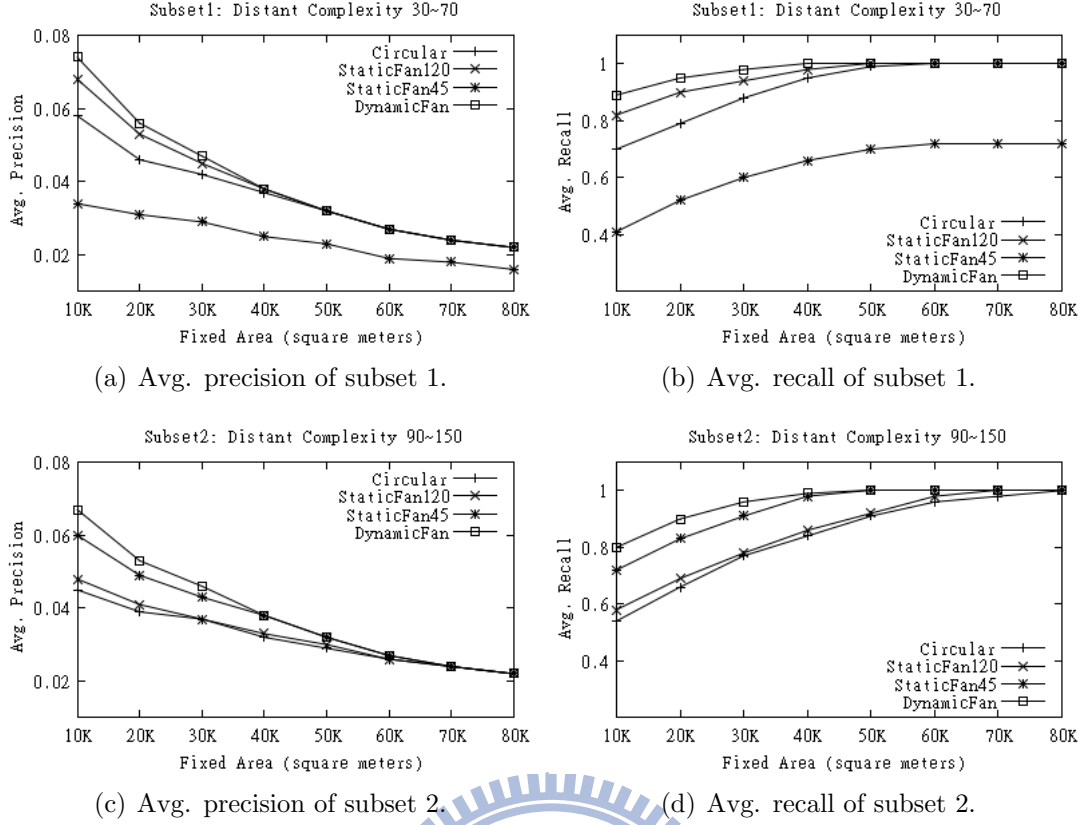 Subset1: Distant Complexity 30~70
Avg. Precision
0.08
0.06
0.04
0.02
Circular
StaticFan120
StaticFan45
DynamicFan
10K 20K 30K 40K 50K 60K 70K 80K
Fixed Area (square meters)
(a) Avg. precision of subset 1.
Subset1: Distant Complexity 30~70
Avg. Recall
1
0.8
0.6
0.4
Circular
StaticFan120
StaticFan45
DynamicFan
10K 20K 30K 40K 50K 60K 70K 80K
Fixed Area (square meters)
(b) Avg. recall of subset 1.
Subset2: Distant Complexity 90~150
Avg. Precision
0.08
0.06
0.04
0.02
Circular
StaticFan120
StaticFan45
DynamicFan
10K 20K 30K 40K 50K 60K 70K 80K
Fixed Area (square meters)
(c) Avg. precision of subset 2.
Subset2: Distant Complexity 90~150
Avg. Recall
1
0.8
0.6
0.4
Circular
StaticFan120
StaticFan45
DynamicFan
10K 20K 30K 40K 50K 60K 70K 80K
Fixed Area (square meters)
(d) Avg. recall of subset 2.